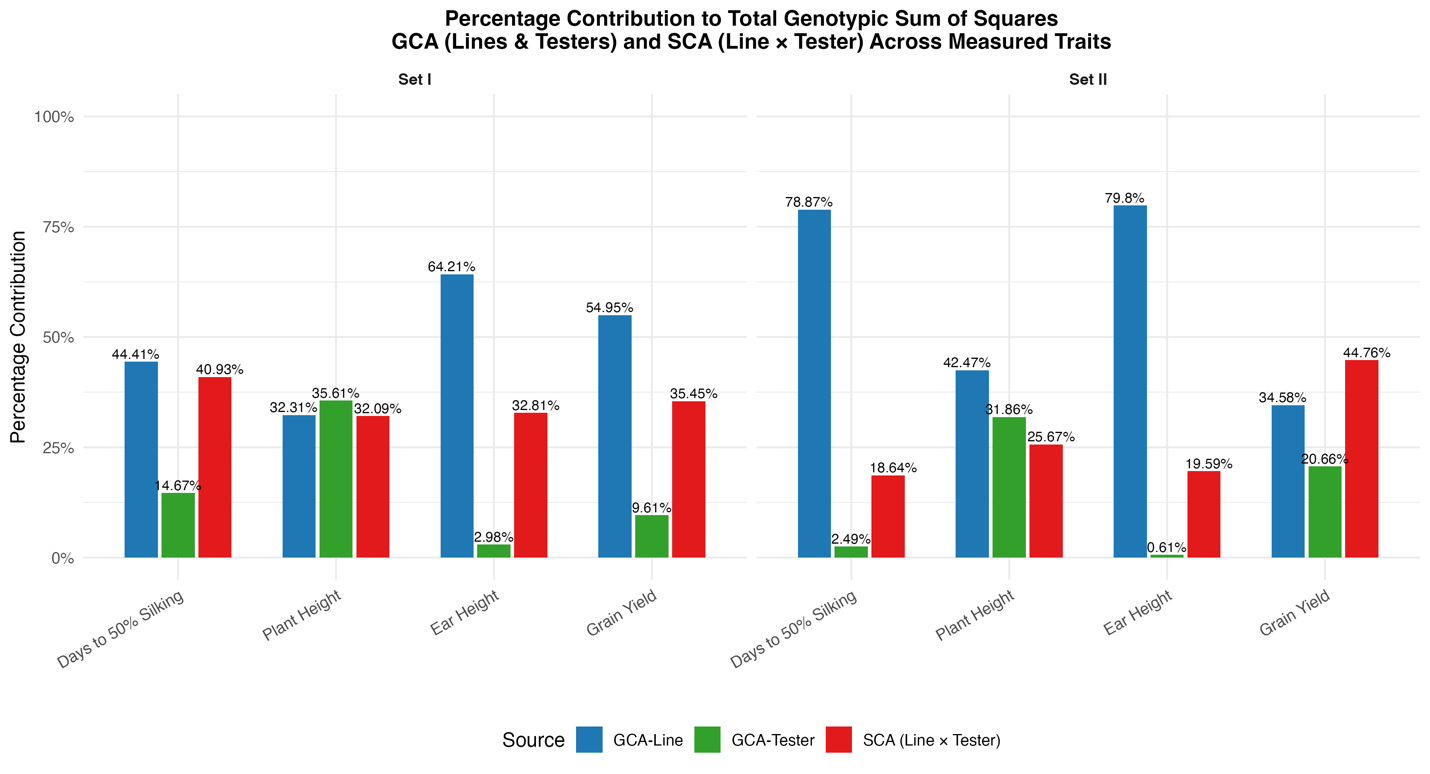 Percentage Contribution to Total Genotypic Sum of Squares
GCA (Lines & Testers) and SCA (Line × Tester) Across Measured Traits
Set I
Set II
Percentage Contribution
100%
75%
50%
25%
0%
44.41%
14.67%
40.93%
32.31%
35.61%
32.09%
64.21%
2.98%
32.81%
54.95%
9.61%
35.45%
78.87%
2.49%
18.64%
42.47%
31.86%
25.67%
79.8%
0.61%
19.59%
34.58%
20.66%
44.76%
Days to 50% Silking
Plant Height
Ear Height
Grain Yield
Days to 50% Silking
Plant Height
Ear Height
Grain Yield
Source
GCA-Line
GCA-Tester
SCA (Line × Tester)